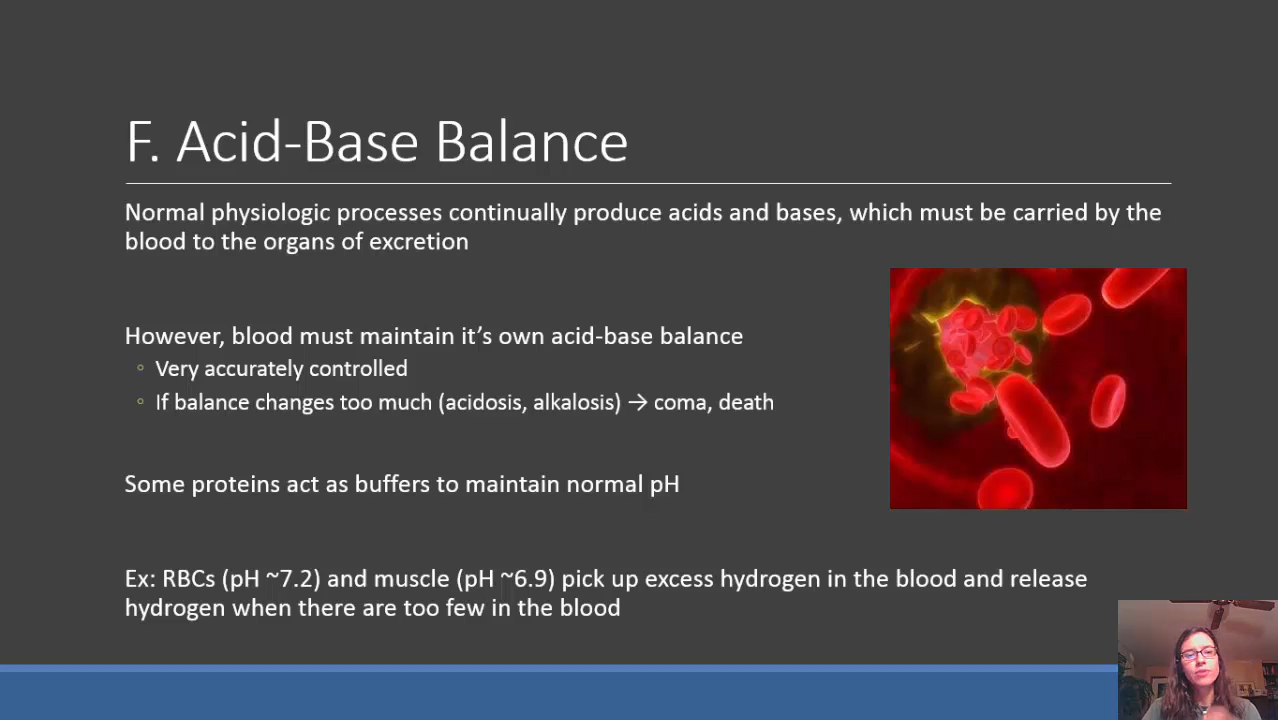 F. Acid-Base Balance
Normal physiologic processes continually produce acids and bases, which must be carried by the
blood to the organs of excretion
However, blood must maintain it’s own acid-base balance
◦ Very accurately controlled
◦ If balance changes too much (acidosis, alkalosis) → coma, death
Some proteins act as buffers to maintain normal pH
Ex: RBCs (pH ~7.2) and muscle (pH ~6.9) pick up excess hydrogen in the blood and release
hydrogen when there are too few in the blood